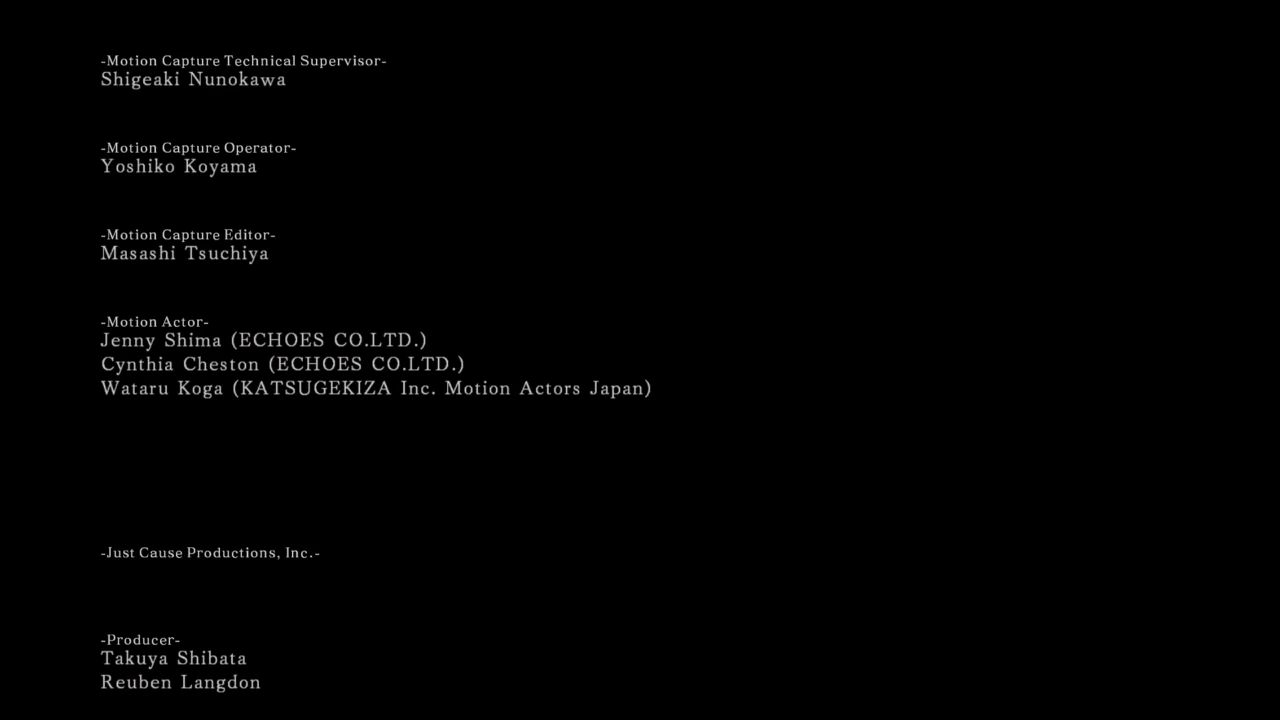 -Motion Capture Technical Supervisor-
Shigeaki Nunokawa
-Motion Capture Operator-
Yoshiko Koyama
-Motion Capture Editor-
Masashi Tsuchiya
-Motion Actor-
Jenny Shima (ECHOES CO.LTD.)
Cynthia Cheston (ECHOES CO.LTD.)
Wataru Koga (KATSUGEKIZA Inc. Motion Actors Japan)
-Just Cause Productions, Inc.-
-Producer-
Takuya Shibata
Reuben Langdon